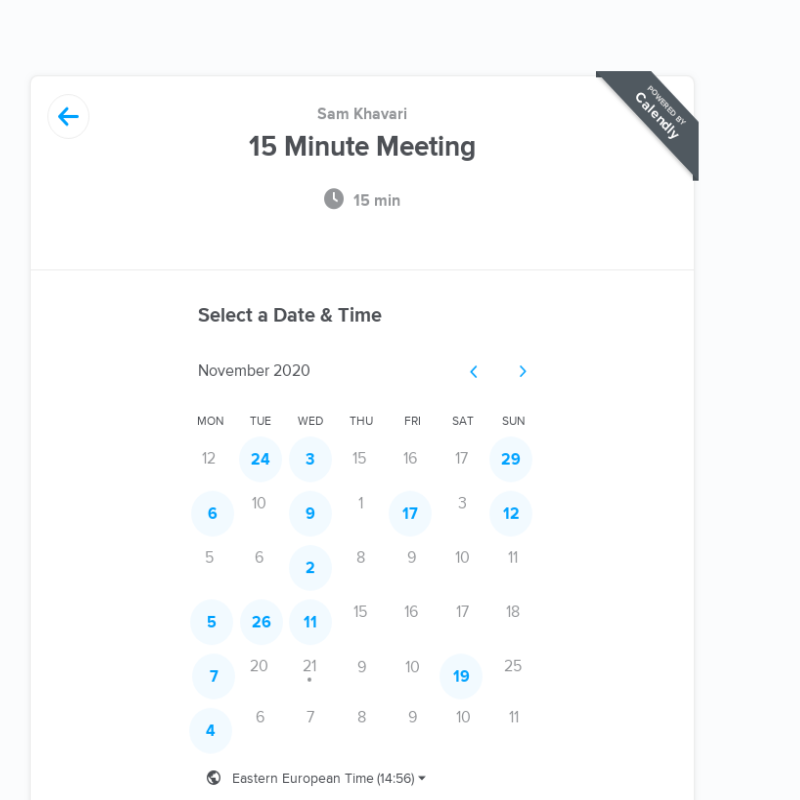 POWERED BY
Calendly
Sam Khavari
15 Minute Meeting
15 min
Select a Date & Time
November 2020
MON TUE WED THU FRI SAT SUN
12 24 3 15 16 17 29
6 10 9 1 17 3 12
5 6 2 8 9 10 11
5 26 11 15 16 17 18
7 20 21 9 10 19 25
4 6 7 8 9 10 11
Eastern European Time (14:56)